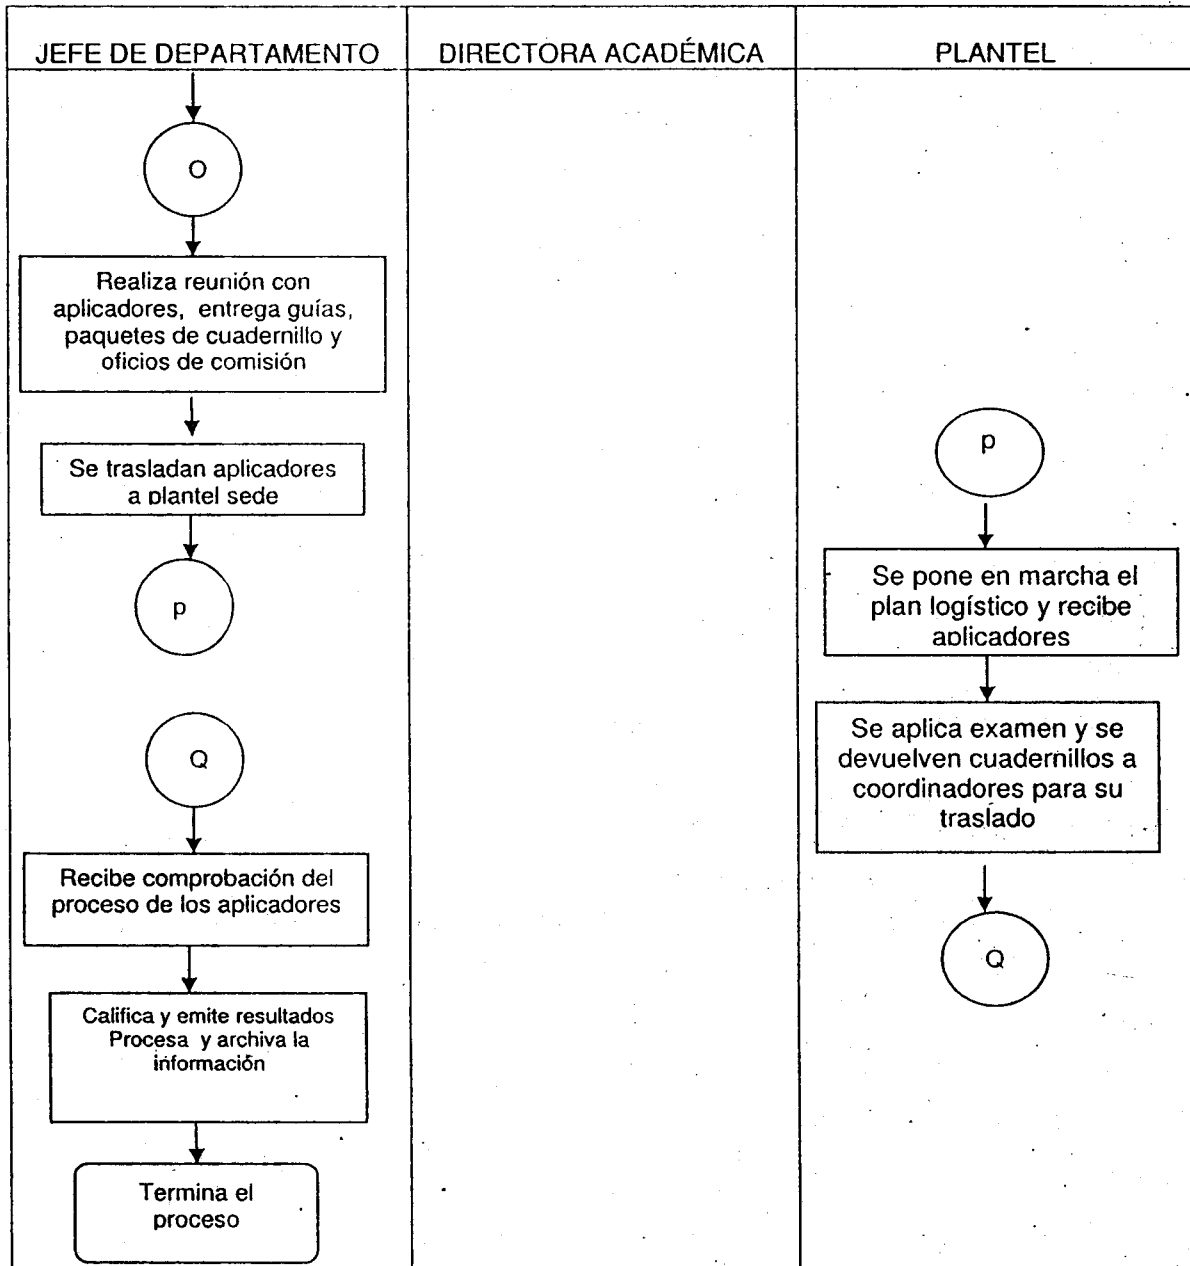 JEFE DE DEPARTAMENTO
DIRECTORA ACADÉMICA
PLANTEL
O
Realiza reunión con
aplicadores, entrega guías,
paquetes de cuadernillo y
oficios de comisión
Se trasladan aplicadores
a plantel sede
p
Q
Recibe comprobación del
proceso de los aplicadores
Califica y emite resultados
Procesa y archiva la
información
Termina el
proceso
p
Se pone en marcha el
plan logístico y recibe
aplicadores
Se aplica examen y se
devuelven cuadernillos a
coordinadores para su
traslado
Q